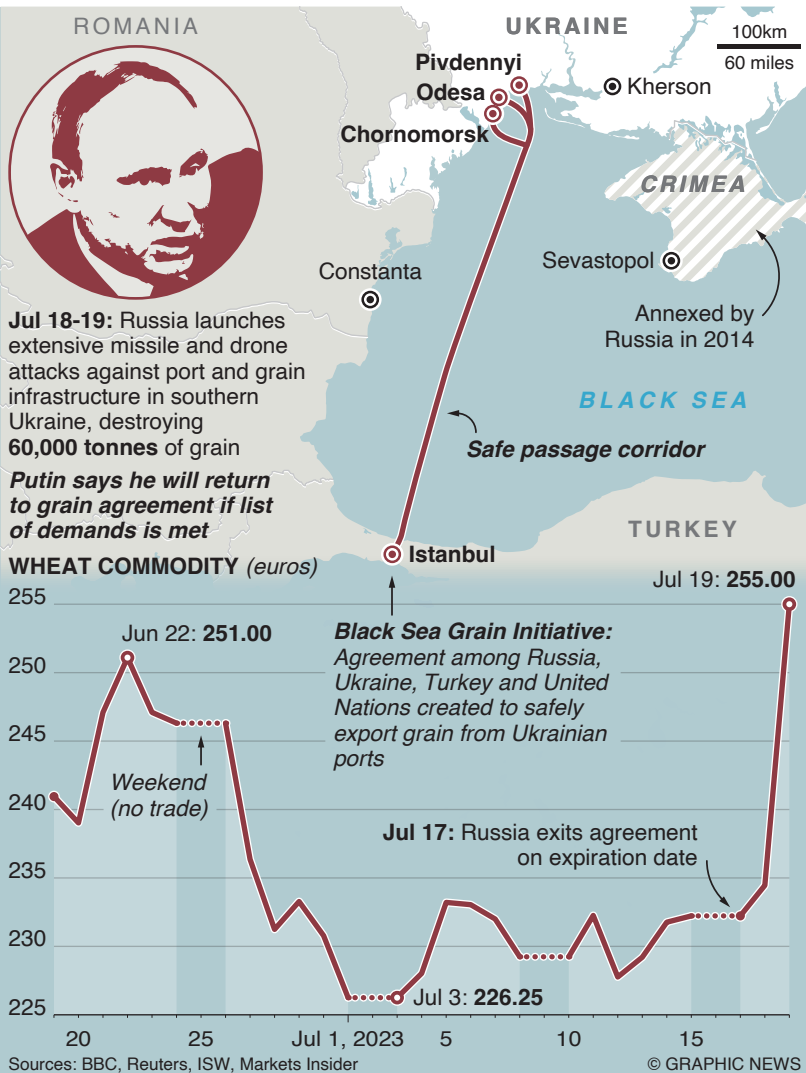 ROMANIA
UKRAINE
100km
60 miles
Pivdennyi
Odesa
Chornomorsk
Kherson
CRIMEA
Sevastopol
Constanta
Annexed by
Russia in 2014
BLACK SEA
Safe passage corridor
Jul 18-19: Russia launches
extensive missile and drone
attacks against port and grain
infrastructure in southern
Ukraine, destroying
60,000 tonnes of grain
Putin says he will return
to grain agreement if list
of demands is met
TURKEY
Istanbul
WHEAT COMMODITY (euros)
Jul 19: 255.00
255
250
245
240
235
230
225
Jun 22: 251.00
Black Sea Grain Initiative:
Agreement among Russia,
Ukraine, Turkey and United
Nations created to safely
export grain from Ukrainian
ports
Weekend
(no trade)
Jul 17: Russia exits agreement
on expiration date
Jul 3: 226.25
20
25
Jul 1, 2023
5
10
15
Sources: BBC, Reuters, ISW, Markets Insider
© GRAPHIC NEWS